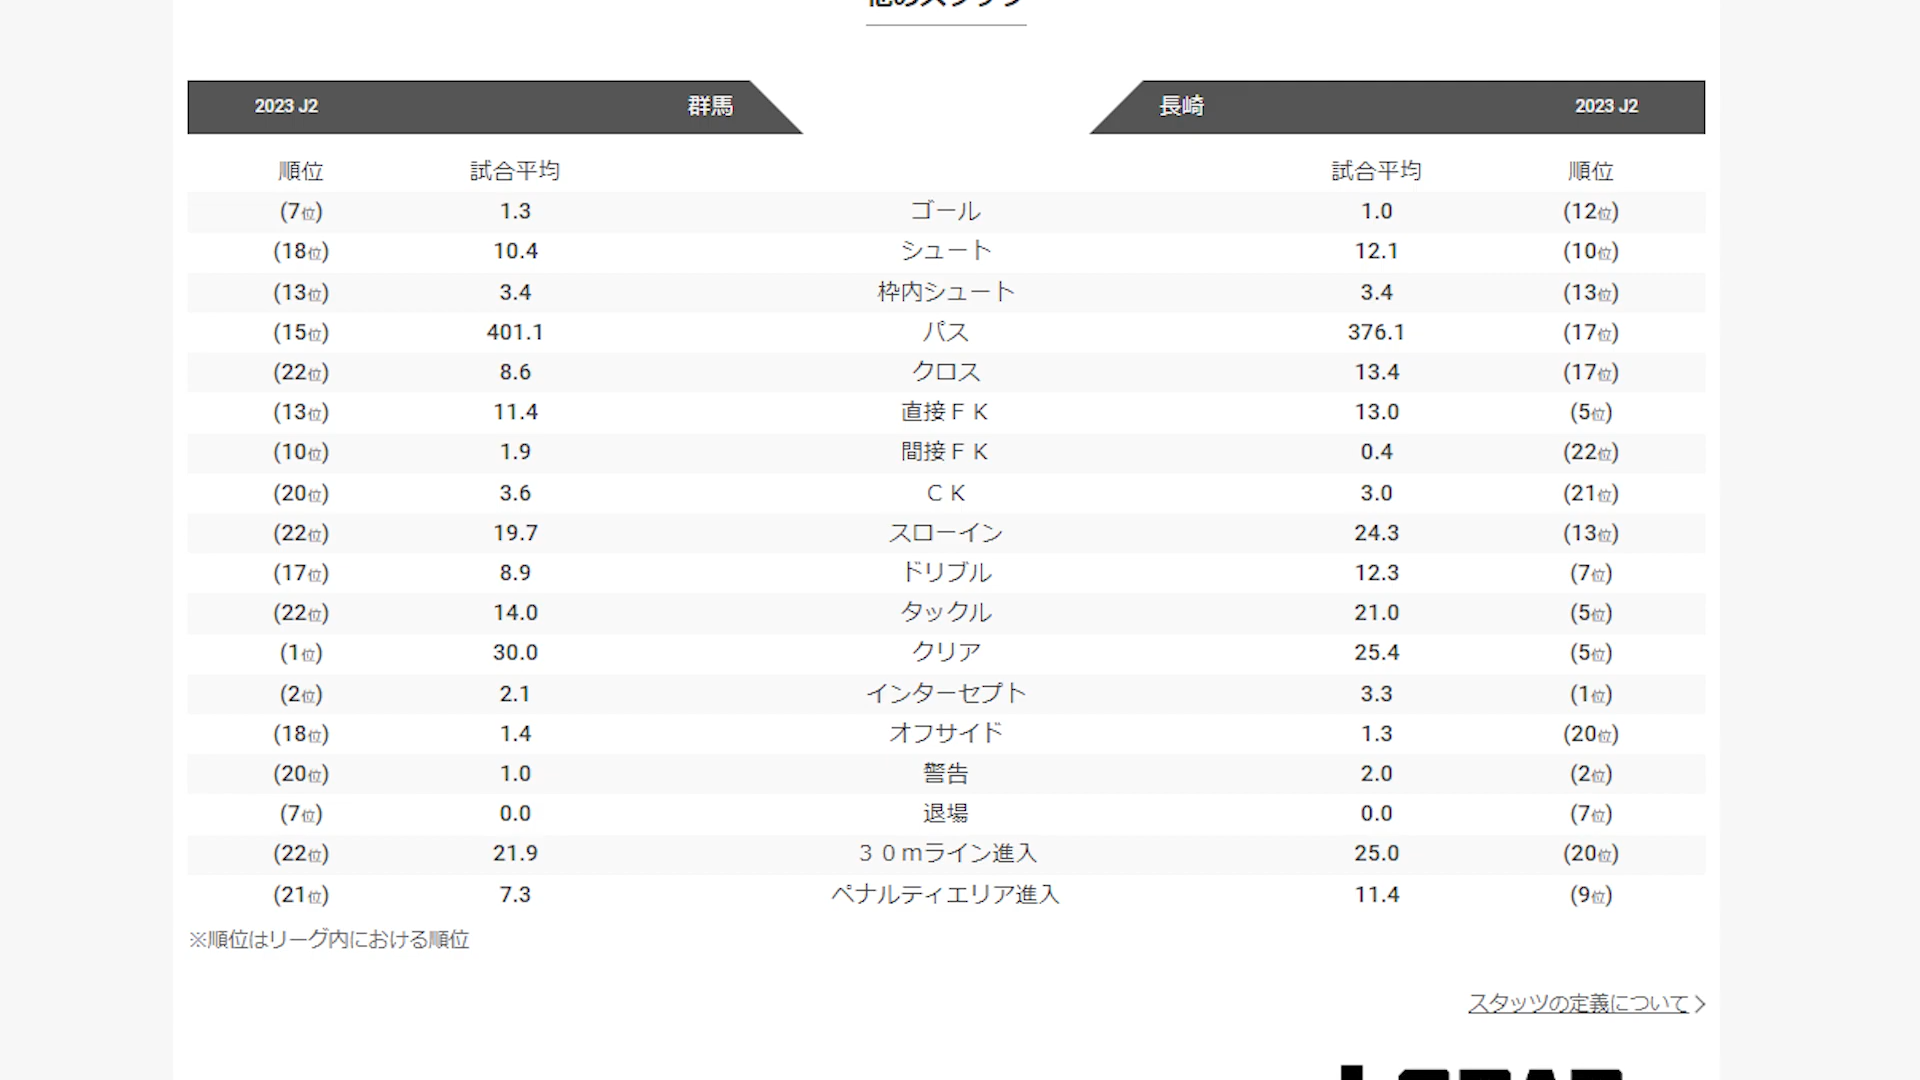 他のスタッツ
2023 J2 群馬 長崎 2023 J2
順位 試合平均 試合平均 順位
(7位) 1.3 ゴール 1.0 (12位)
(18位) 10.4 シュート 12.1 (10位)
(13位) 3.4 枠内シュート 3.4 (13位)
(15位) 401.1 パス 376.1 (17位)
(22位) 8.6 クロス 13.4 (17位)
(13位) 11.4 直接ＦＫ 13.0 (5位)
(10位) 1.9 間接ＦＫ 0.4 (22位)
(20位) 3.6 ＣＫ 3.0 (21位)
(22位) 19.7 スローイン 24.3 (13位)
(17位) 8.9 ドリブル 12.3 (7位)
(22位) 14.0 タックル 21.0 (5位)
(1位) 30.0 クリア 25.4 (5位)
(2位) 2.1 インターセプト 3.3 (1位)
(18位) 1.4 オフサイド 1.3 (20位)
(20位) 1.0 警告 2.0 (2位)
(7位) 0.0 退場 0.0 (7位)
(22位) 21.9 ３０ｍライン進入 25.0 (20位)
(21位) 7.3 ペナルティエリア進入 11.4 (9位)
※順位はリーグ内における順位
スタッツの定義について